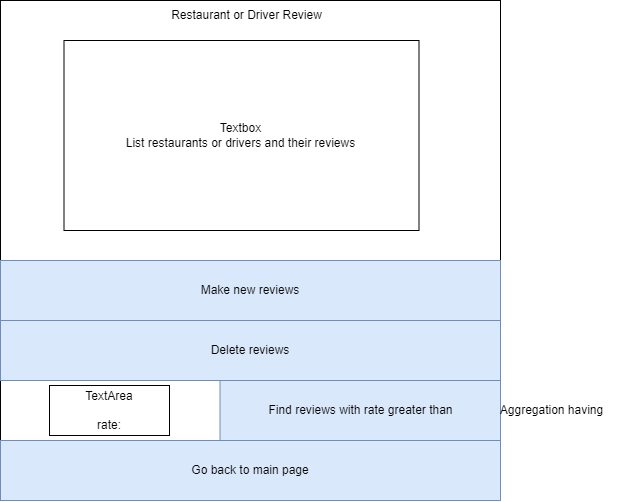 Restaurant or Driver Review
Textbox
List restaurants or drivers and their reviews
Make new reviews
Delete reviews
TextArea
rate:
Find reviews with rate greater than
Aggregation having
Go back to main page